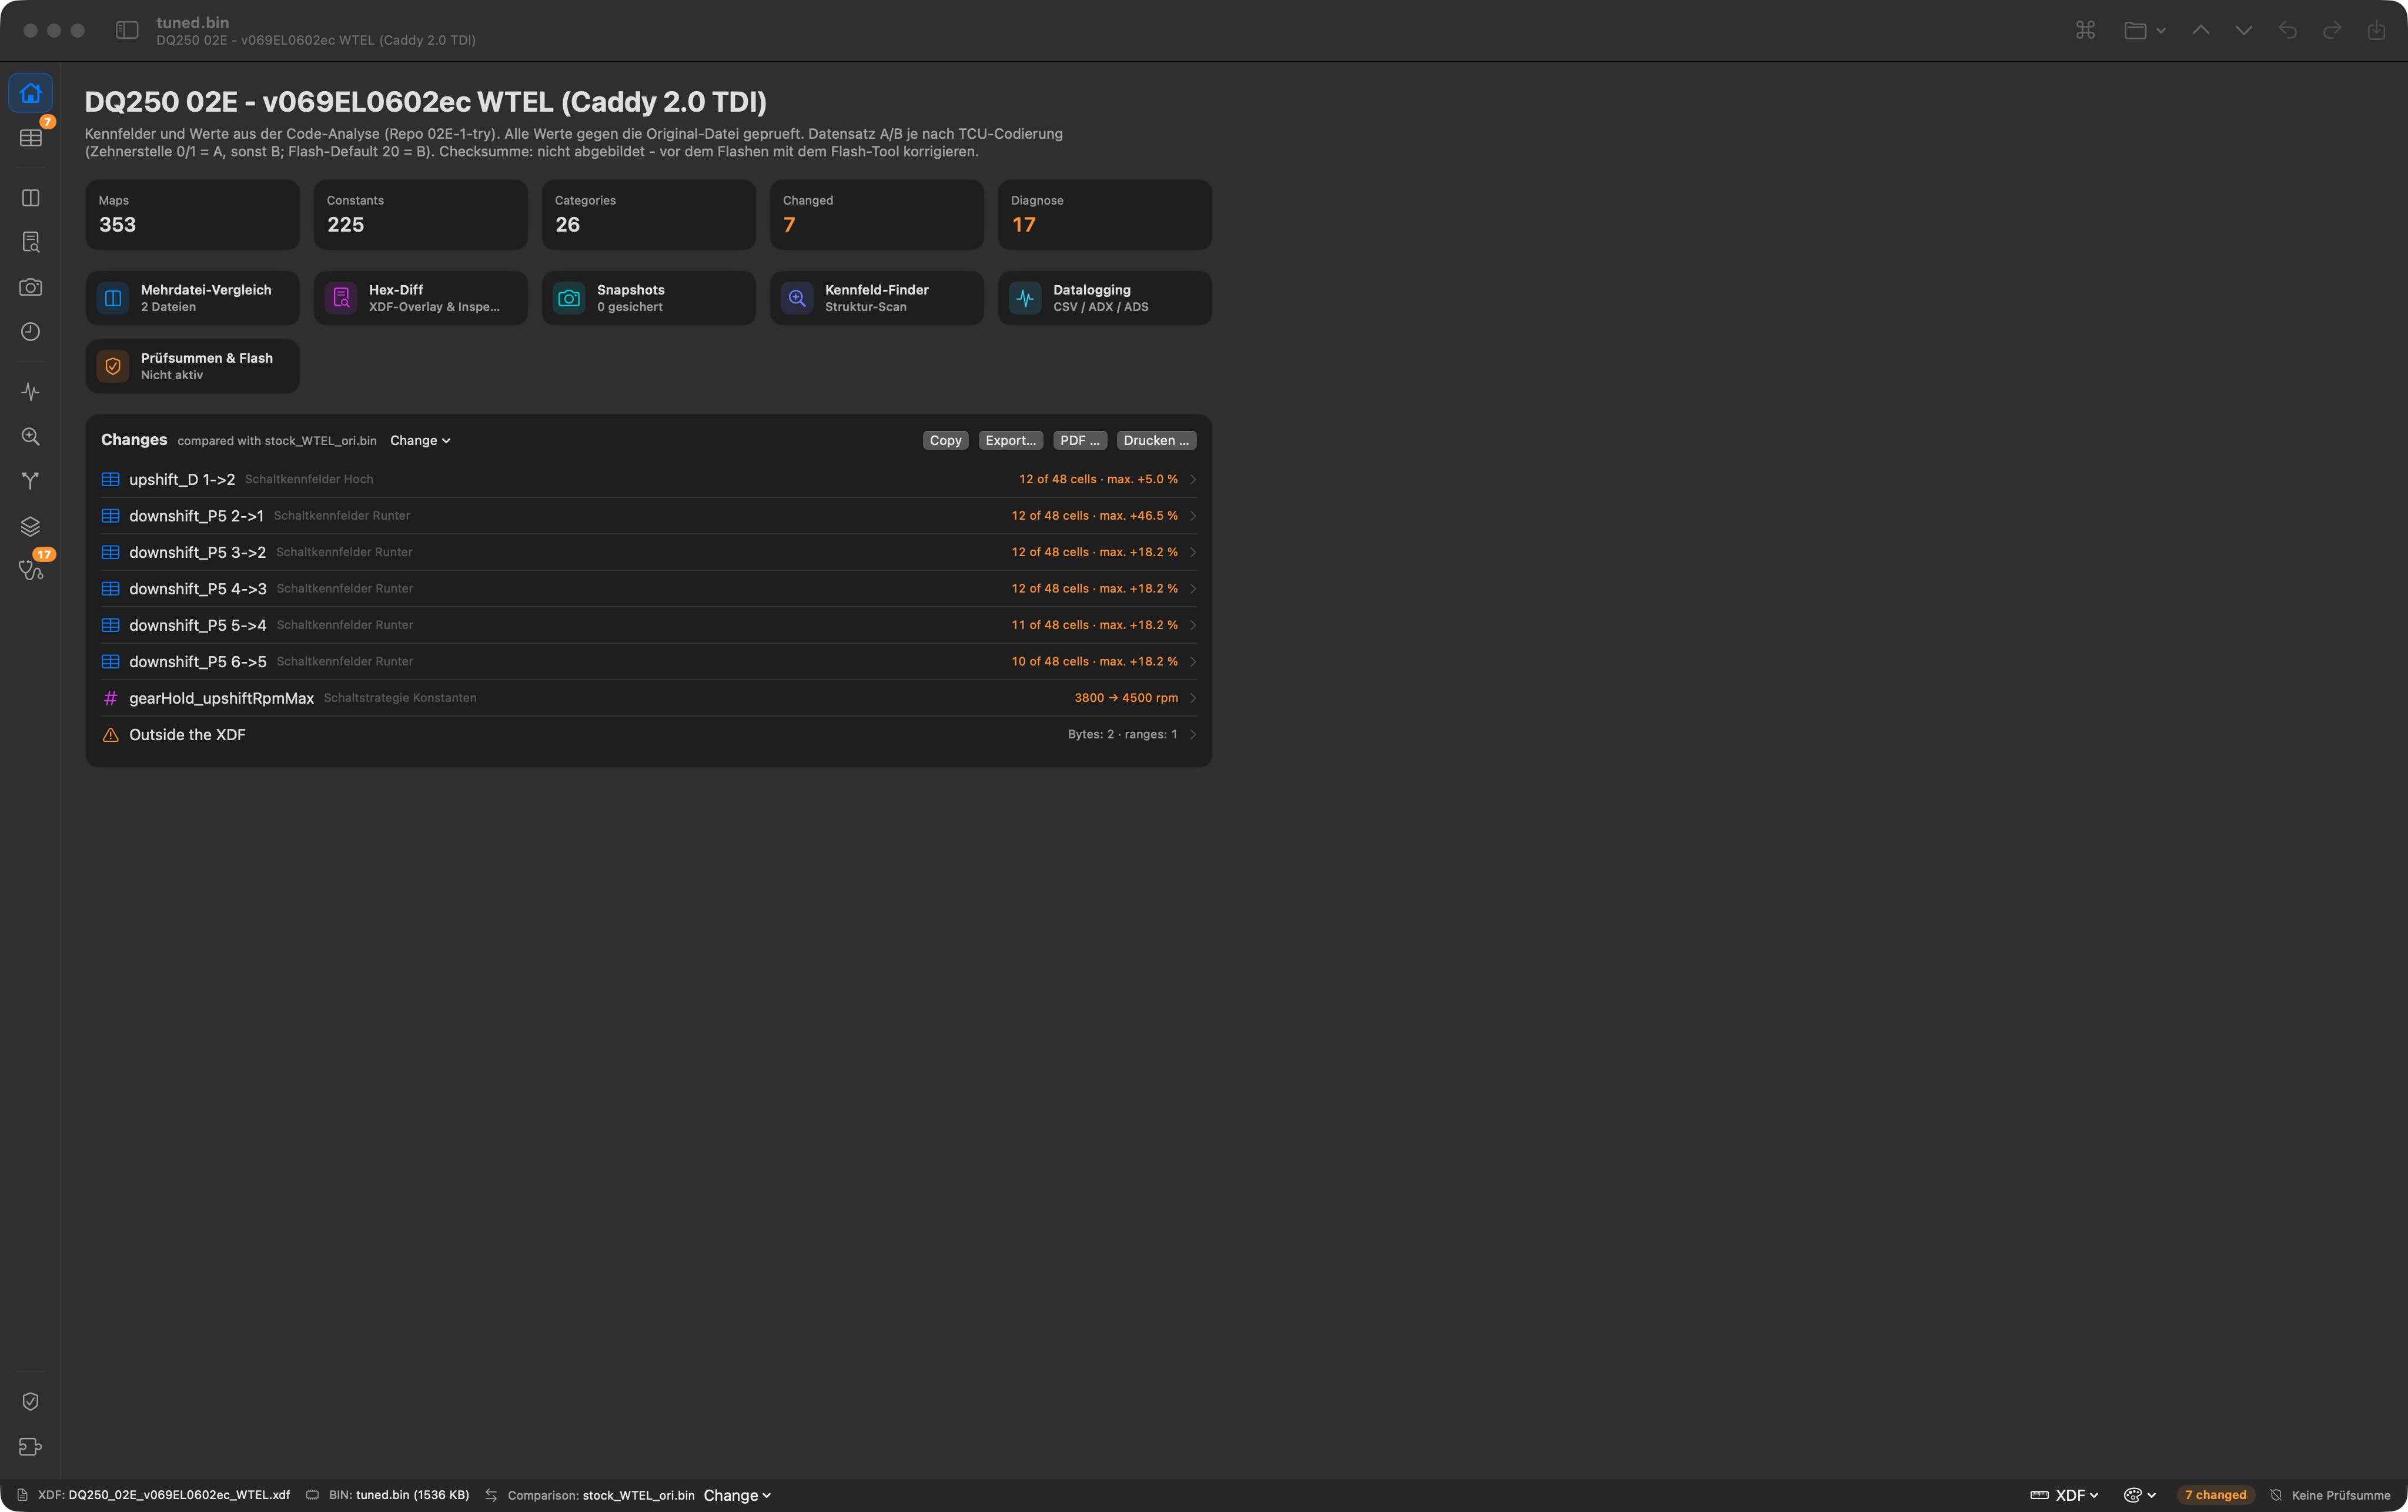 tuned.bin
DQ250 02E - v069EL0602ec WTEL (Caddy 2.0 TDI)
7
17
DQ250 02E - v069EL0602ec WTEL (Caddy 2.0 TDI)
Kennfelder und Werte aus der Code-Analyse (Repo 02E-1-try). Alle Werte gegen die Original-Datei geprueft. Datensatz A/B je nach TCU-Codierung
(Zehnerstelle 0/1 = A, sonst B; Flash-Default 20 = B). Checksumme: nicht abgebildet - vor dem Flashen mit dem Flash-Tool korrigieren.
Maps
353
Constants
225
Categories
26
Changed
7
Diagnose
17
Mehrdatei-Vergleich
2 Dateien
Hex-Diff
XDF-Overlay & Inspe...
Snapshots
0 gesichert
Kennfeld-Finder
Struktur-Scan
Datalogging
CSV / ADX / ADS
Prüfsummen & Flash
Nicht aktiv
Changes compared with stock_WTEL_ori.bin Change Copy Export... PDF ... Drucken ...
upshift_D 1->2 Schaltkennfelder Hoch 12 of 48 cells · max. +5.0 %
downshift_P5 2->1 Schaltkennfelder Runter 12 of 48 cells · max. +46.5 %
downshift_P5 3->2 Schaltkennfelder Runter 12 of 48 cells · max. +18.2 %
downshift_P5 4->3 Schaltkennfelder Runter 12 of 48 cells · max. +18.2 %
downshift_P5 5->4 Schaltkennfelder Runter 11 of 48 cells · max. +18.2 %
downshift_P5 6->5 Schaltkennfelder Runter 10 of 48 cells · max. +18.2 %
# gearHold_upshiftRpmMax Schaltstrategie Konstanten 3800 → 4500 rpm
Outside the XDF Bytes: 2 · ranges: 1
XDF: DQ250_02E_v069EL0602ec_WTEL.xdf BIN: tuned.bin (1536 KB) Comparison: stock_WTEL_ori.bin Change XDF 7 changed Keine Prüfsumme